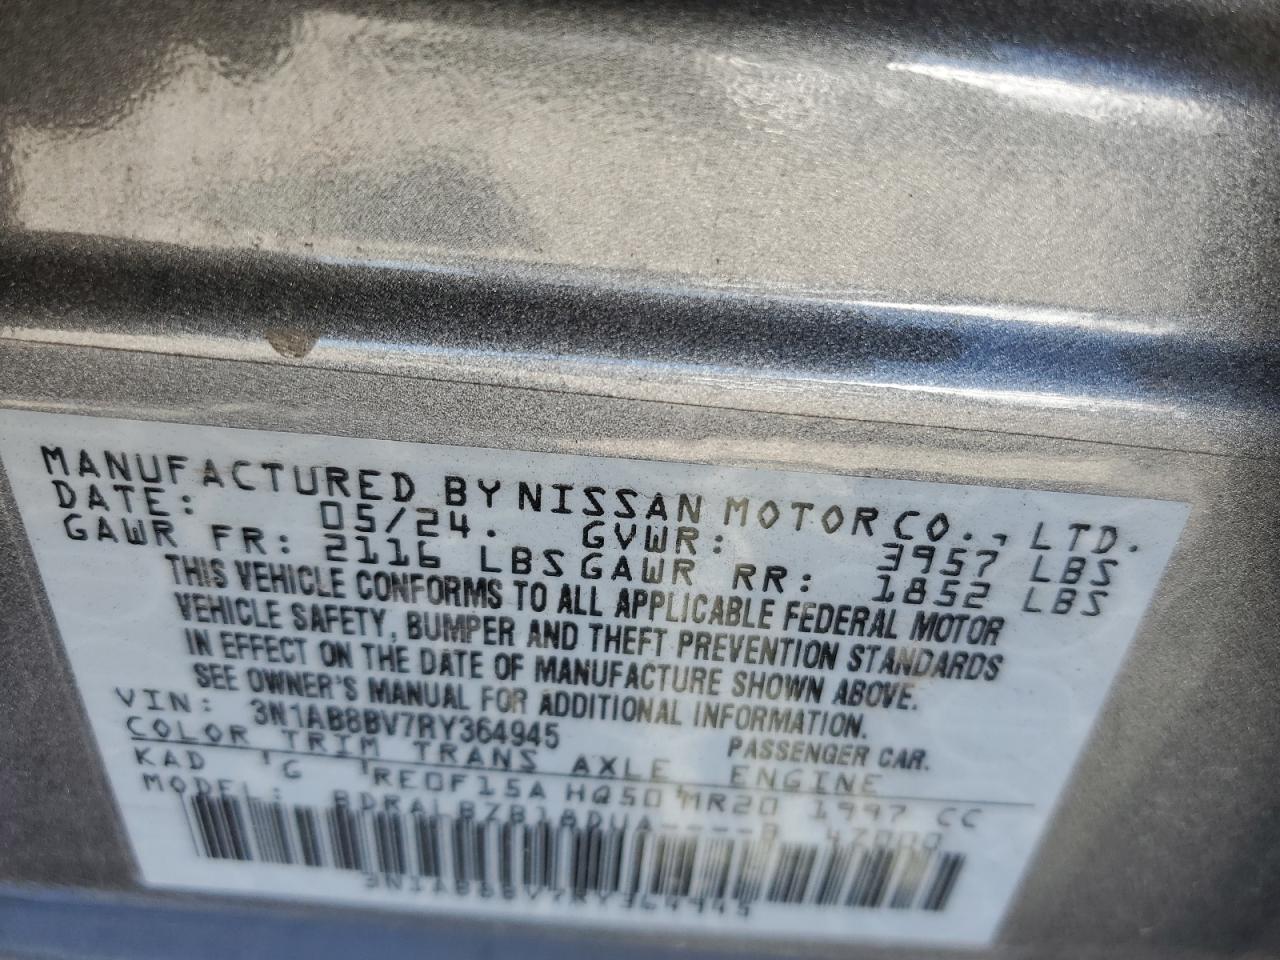 MANUFACTURED BY NISSAN MOTOR CO., LTD.
DATE: 05/24. GVWR: 3957 LBS
GAWR FR: 2116 LBS GAWR RR: 1852 LBS
THIS VEHICLE CONFORMS TO ALL APPLICABLE FEDERAL MOTOR
VEHICLE SAFETY, BUMPER AND THEFT PREVENTION STANDARDS
IN EFFECT ON THE DATE OF MANUFACTURE SHOWN ABOVE.
SEE OWNER'S MANUAL FOR ADDITIONAL INFORMATION.
VIN: 3N1AB8BV7RY364945 PASSENGER CAR.
COLOR TRIM TRANS AXLE ENGINE
KAD 'G 'RE0F15A HQ50 'MR20 1997 CC
MODEL:
3N1AB8BV7RY364945